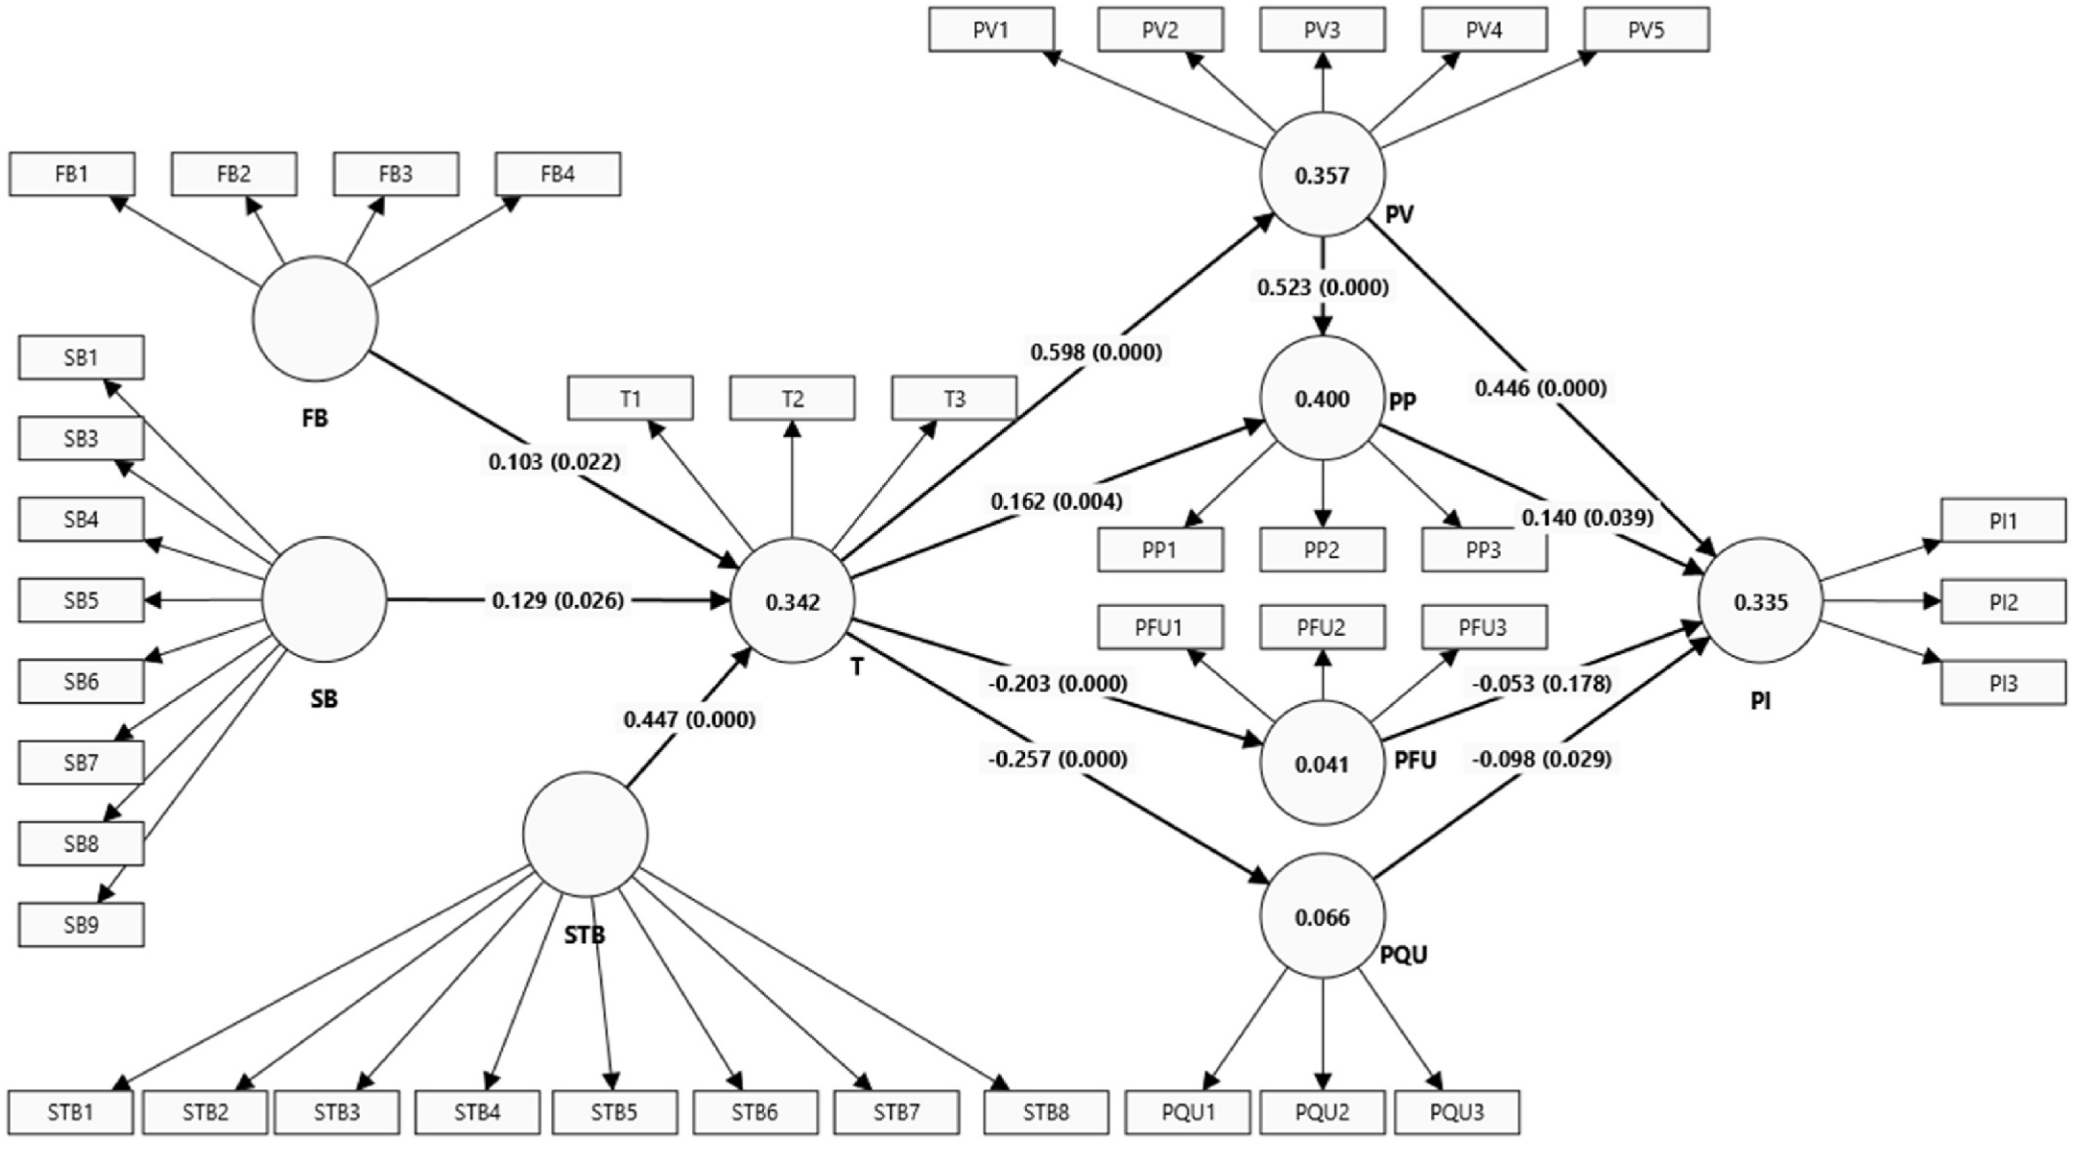 PV1 PV2 PV3 PV4 PV5
FB1 FB2 FB3 FB4
0.357
PV
0.523 (0.000)
SB1
0.598 (0.000)
0.446 (0.000)
T1 T2 T3
0.400
PP
FB
SB3
0.103 (0.022)
0.162 (0.004)
SB4
0.140 (0.039)
PI1
PP1 PP2 PP3
SB5
0.129 (0.026)
0.342
0.335
PI2
PFU1 PFU2 PFU3
T
SB6
-0.203 (0.000)
-0.053 (0.178)
PI3
SB
PI
0.447 (0.000)
SB7
-0.257 (0.000)
0.041
PFU
-0.098 (0.029)
SB8
SB9
0.066
STB
PQU
STB1 STB2 STB3 STB4 STB5 STB6 STB7 STB8 PQU1 PQU2 PQU3